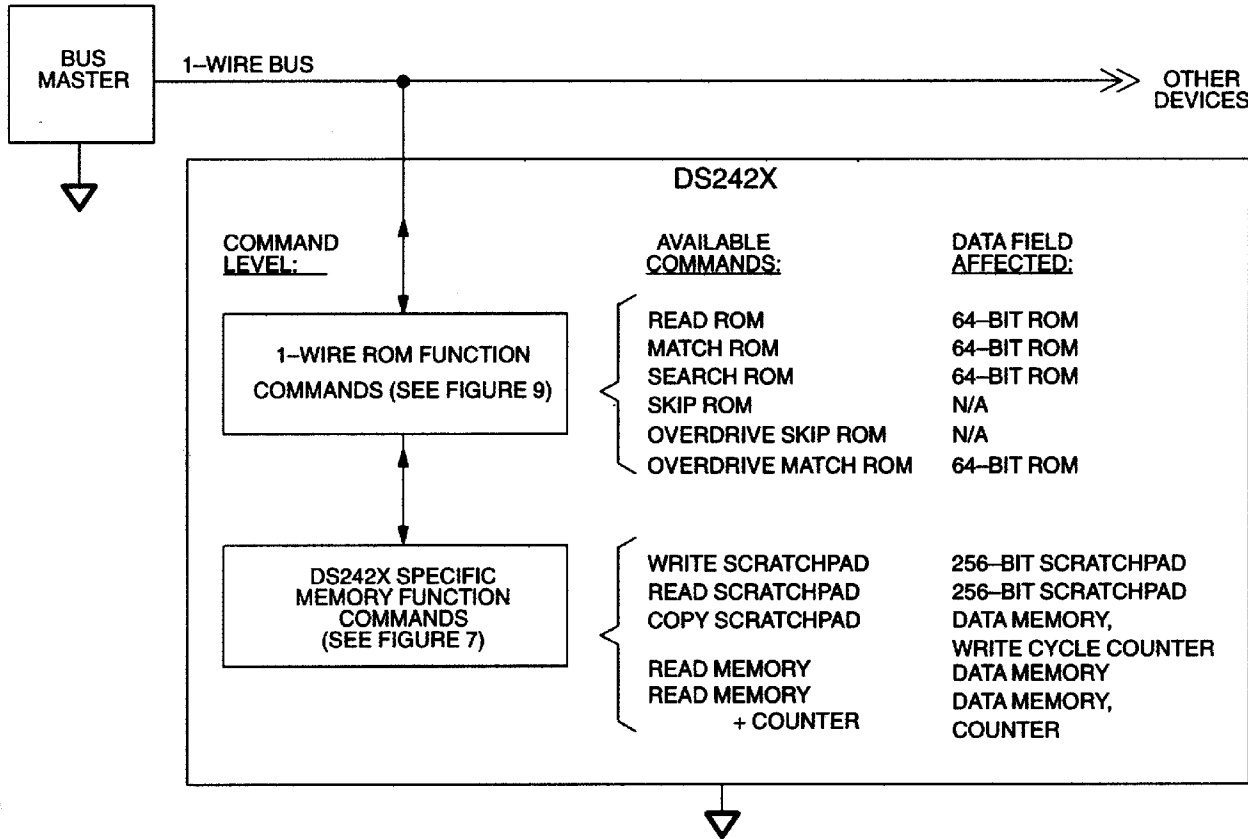 BUS
MASTER
1–WIRE BUS
OTHER
DEVICES
DS242X
COMMAND
LEVEL:
AVAILABLE
COMMANDS:
DATA FIELD
AFFECTED:
1–WIRE ROM FUNCTION
COMMANDS (SEE FIGURE 9)
READ ROM 64–BIT ROM
MATCH ROM 64–BIT ROM
SEARCH ROM 64–BIT ROM
SKIP ROM N/A
OVERDRIVE SKIP ROM N/A
OVERDRIVE MATCH ROM 64–BIT ROM
DS242X SPECIFIC
MEMORY FUNCTION
COMMANDS
(SEE FIGURE 7)
WRITE SCRATCHPAD 256–BIT SCRATCHPAD
READ SCRATCHPAD 256–BIT SCRATCHPAD
COPY SCRATCHPAD DATA MEMORY,
WRITE CYCLE COUNTER
READ MEMORY DATA MEMORY
READ MEMORY DATA MEMORY,
+ COUNTER COUNTER